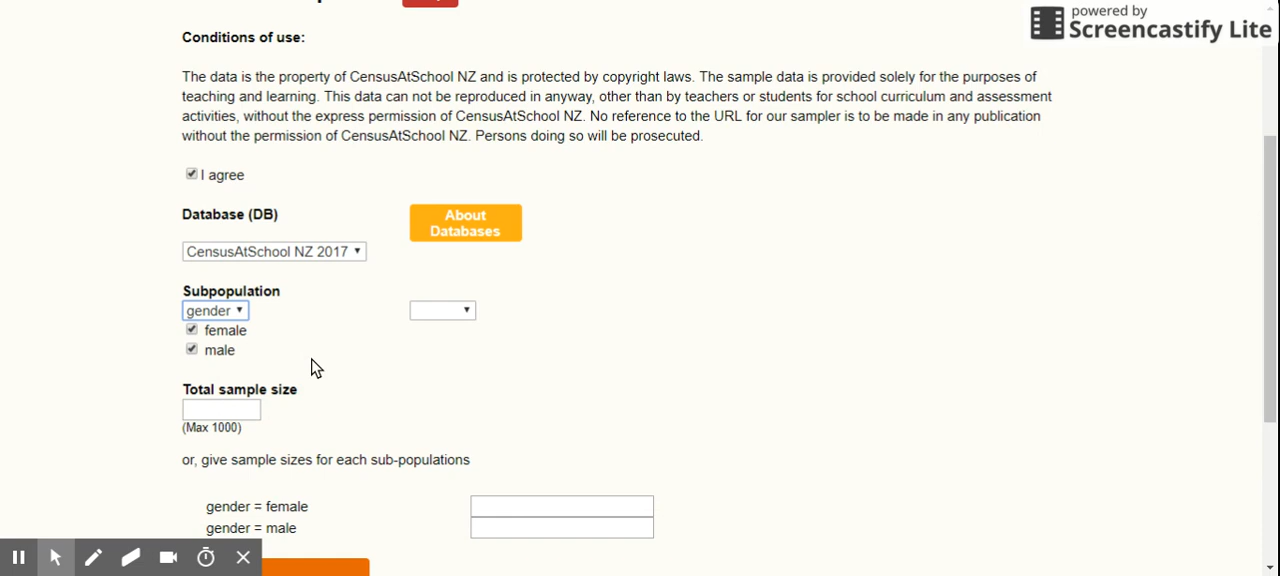 powered by
Screencastify Lite
Conditions of use:
The data is the property of CensusAtSchool NZ and is protected by copyright laws. The sample data is provided solely for the purposes of
teaching and learning. This data can not be reproduced in anyway, other than by teachers or students for school curriculum and assessment
activities, without the express permission of CensusAtSchool NZ. No reference to the URL for our sampler is to be made in any publication
without the permission of CensusAtSchool NZ. Persons doing so will be prosecuted.
I agree
Database (DB)
About
Databases
CensusAtSchool NZ 2017
Subpopulation
gender
female
male
Total sample size
(Max 1000)
or, give sample sizes for each sub-populations
gender = female
gender = male